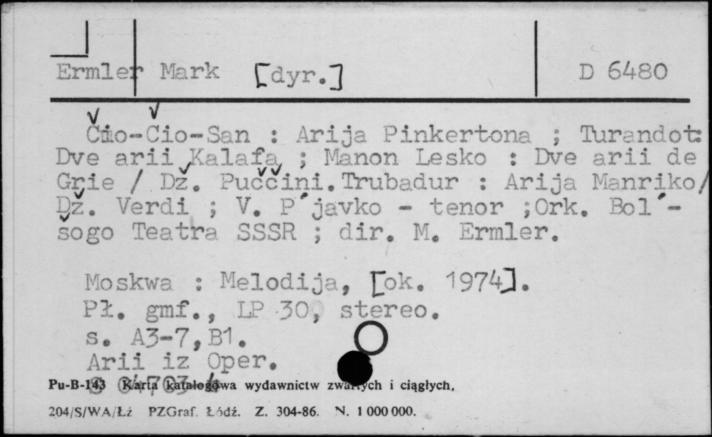 Ermler Mark [dyr.] D 6480
Čio-Čio-San : Arija Pinkertona ; Turandot:
Dve arii Kalafa ; Manon Lesko : Dve arii de
Grie / Dž. Puččini. Trubadur : Arija Manriko/
Dž. Verdi ; V. P´javko - tenor ; Ork. Bol´-
šogo Teatra SSSR ; dir. M. Ermler.
Moskwa : Melodija, [ok. 1974].
Pł. gmf., LP 30, stereo.
s. A3-7, B1.
Arii iz Oper.
Pu-B-143 Karta katalogowa wydawnictw zwartych i ciągłych.
204/S/WA/Łż PZGraf. Łódź. Z. 304-86. N. 1 000 000.